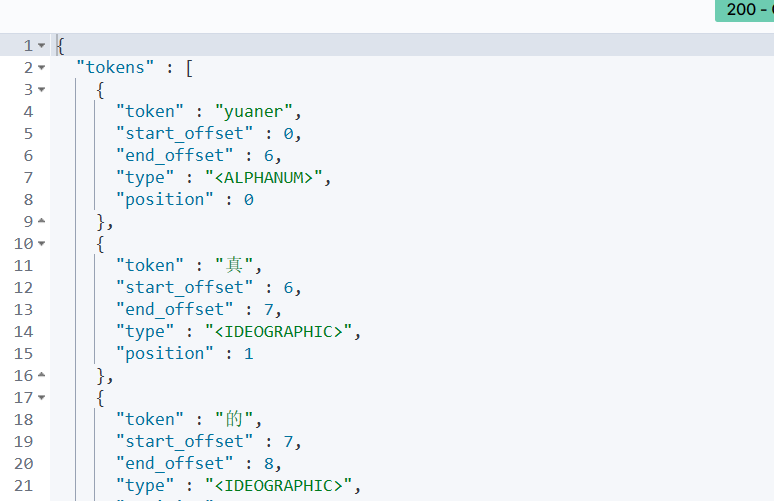 200 -
1 {
2 "tokens" : [
3 {
4 "token" : "yuaner",
5 "start_offset" : 0,
6 "end_offset" : 6,
7 "type" : "<ALPHANUM>",
8 "position" : 0
9 },
10 {
11 "token" : "真",
12 "start_offset" : 6,
13 "end_offset" : 7,
14 "type" : "<IDEOGRAPHIC>",
15 "position" : 1
16 },
17 {
18 "token" : "的",
19 "start_offset" : 7,
20 "end_offset" : 8,
21 "type" : "<IDEOGRAPHIC>",